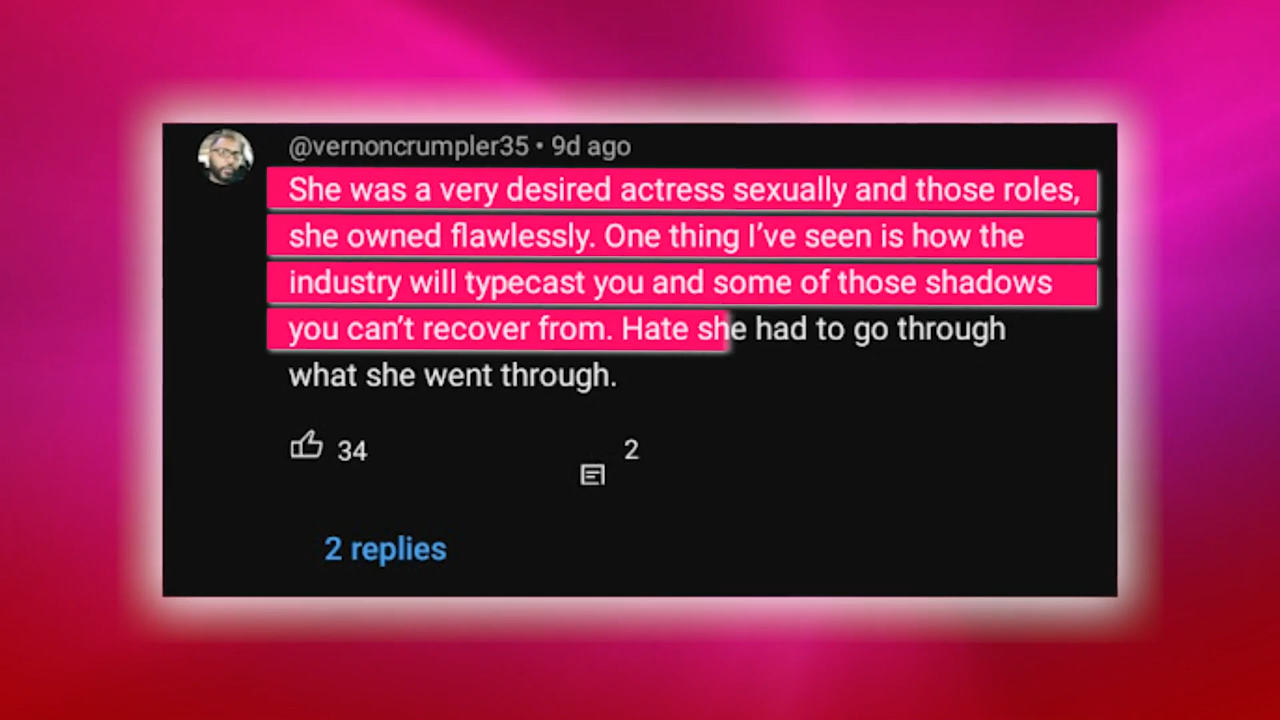 @vernoncrumpler35 • 9d ago
She was a very desired actress sexually and those roles,
she owned flawlessly. One thing I’ve seen is how the
industry will typecast you and some of those shadows
you can’t recover from. Hate she had to go through
what she went through.
34
2
2 replies